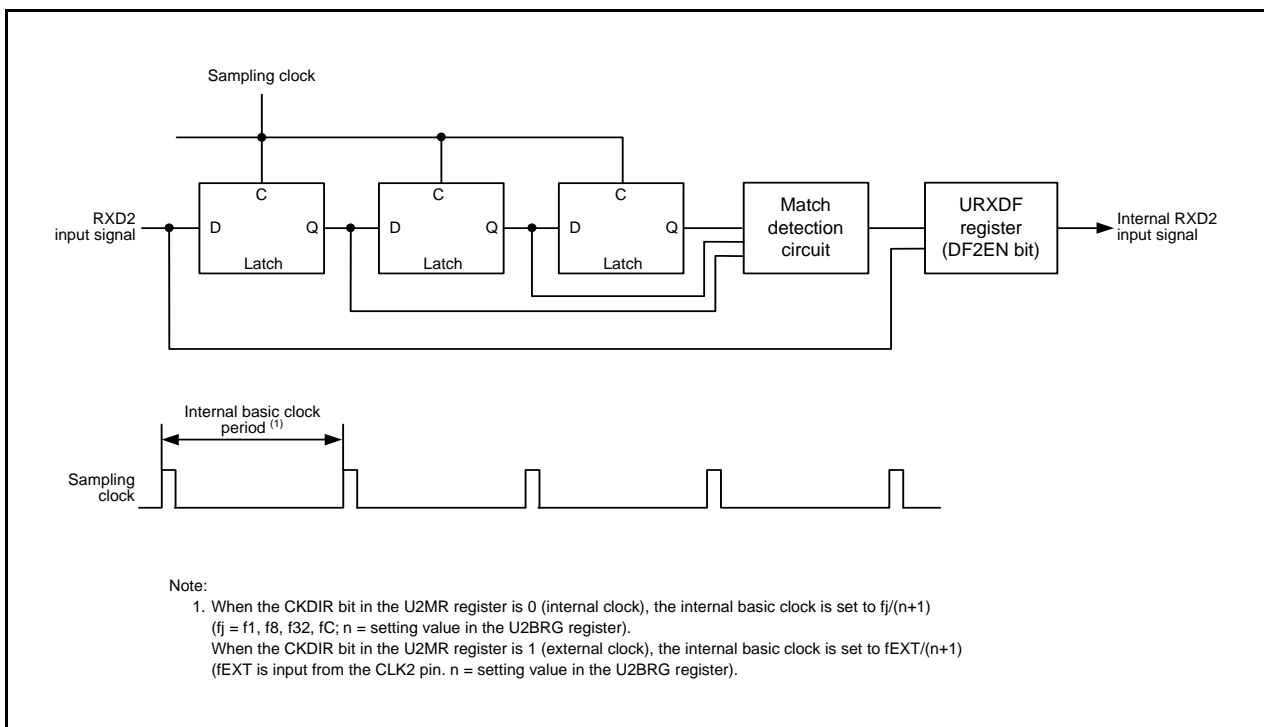 Sampling clock
RXD2
input signal
D
C
Q
Latch
D
C
Q
Latch
D
C
Q
Latch
Match
detection
circuit
URXDF
register
(DF2EN bit)
Internal RXD2
input signal
Internal basic clock
period (1)
Sampling
clock
Note:
1. When the CKDIR bit in the U2MR register is 0 (internal clock), the internal basic clock is set to fj/(n+1)
(fj = f1, f8, f32, fC; n = setting value in the U2BRG register).
When the CKDIR bit in the U2MR register is 1 (external clock), the internal basic clock is set to fEXT/(n+1)
(fEXT is input from the CLK2 pin. n = setting value in the U2BRG register).